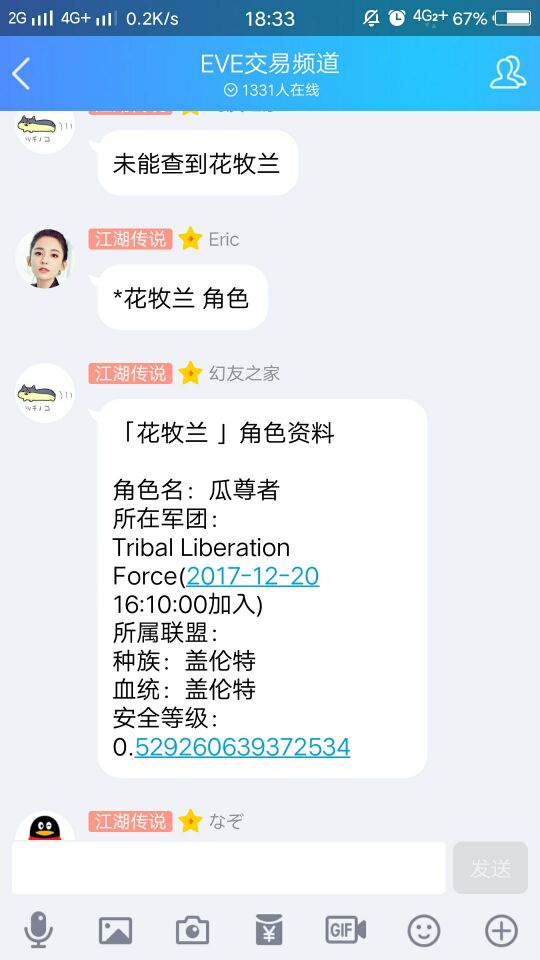 2G 4G+ 0.2K/s 18:33 4G2+ 67%
EVE交易频道
1331人在线
江湖传说
未能查到花牧兰
江湖传说 Eric
*花牧兰 角色
江湖传说 幻友之家
「花牧兰 」角色资料
角色名：瓜尊者
所在军团：
Tribal Liberation
Force(2017-12-20
16:10:00加入)
所属联盟：
种族：盖伦特
血统：盖伦特
安全等级：
0.529260639372534
江湖传说 なぞ
发送
GIF